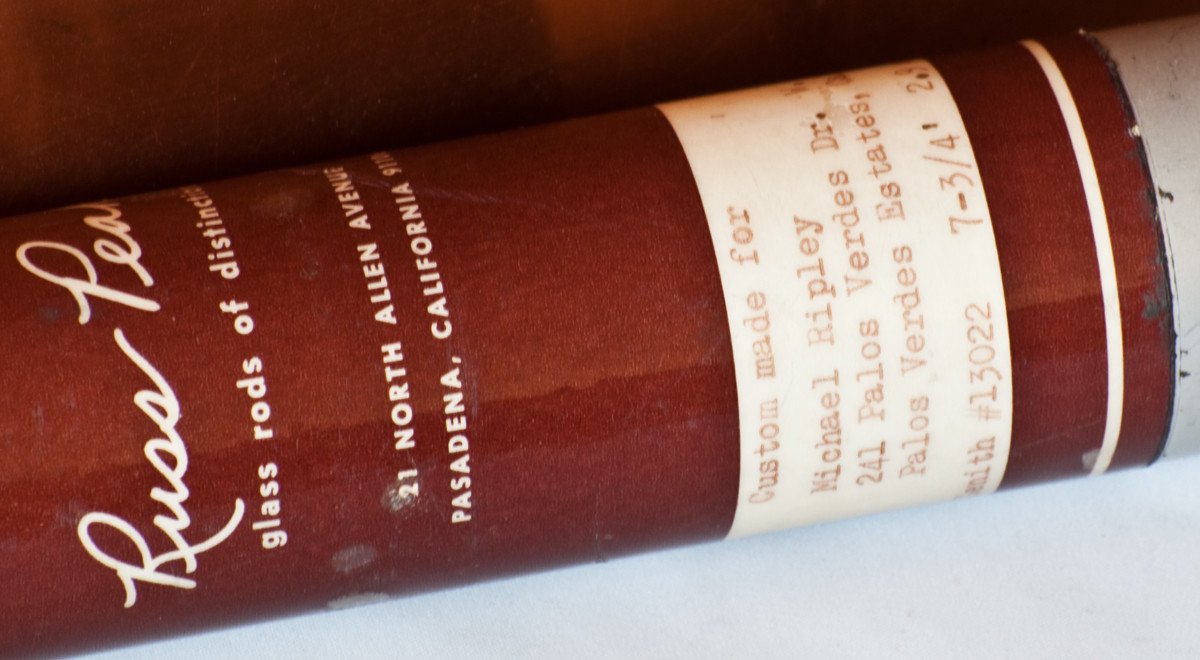 Russ
glass rods of
21 NORTH ALLEN AVENUE
PASADENA, CALIFORNIA
Custom made for
Michael Ripley
241 Palos Verdes Dr.
Palos Verdes Estates,
#13022 7-3/4'